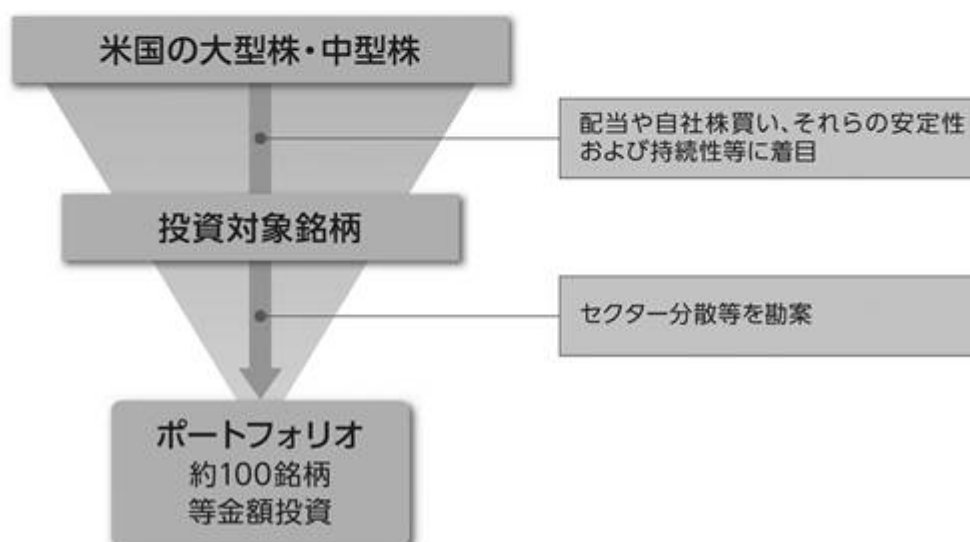 米国の大型株・中型株
配当や自社株買い、それらの安定性
および持続性等に着目
投資対象銘柄
セクター分散等を勘案
ポートフォリオ
約100銘柄
等金額投資